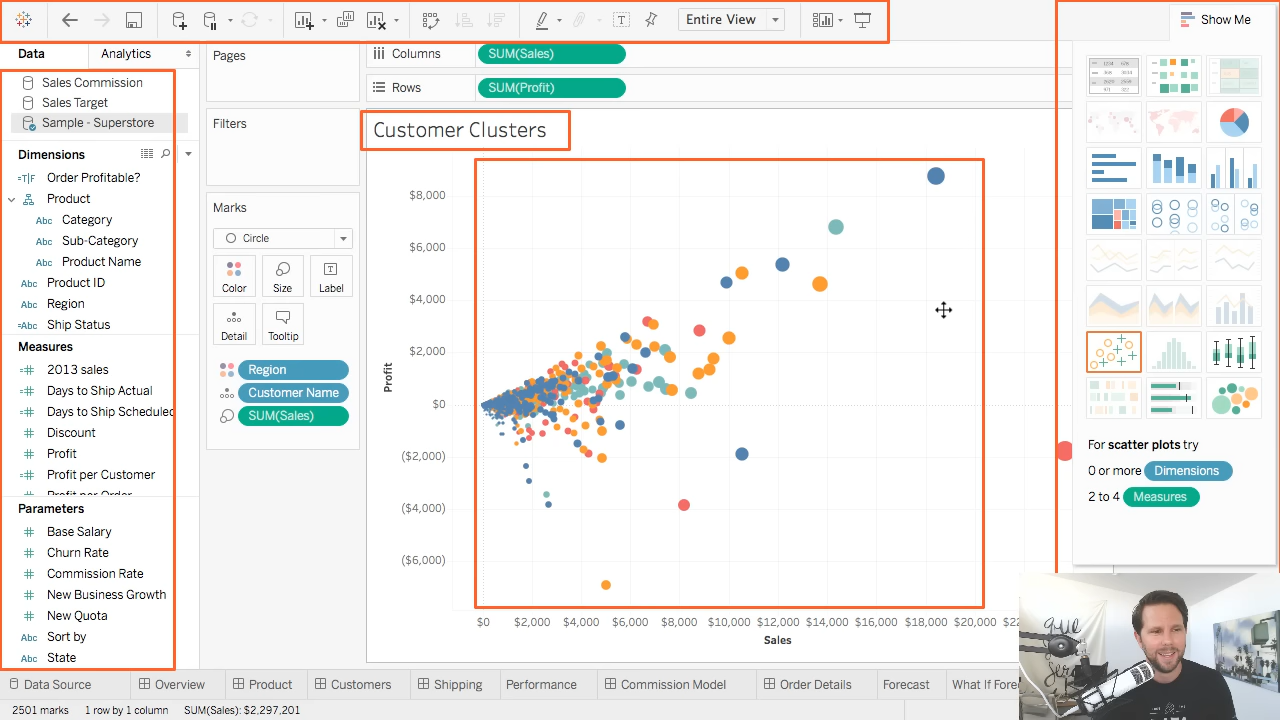 Entire View
Show Me
Data
Analytics
Pages
Columns
SUM(Sales)
Rows
SUM(Profit)
Sales Commission
Sales Target
Sample - Superstore
Dimensions
Order Profitable?
Product
Category
Sub-Category
Product Name
Product ID
Region
Ship Status
Measures
2013 sales
Days to Ship Actual
Days to Ship Scheduled
Discount
Profit
Profit per Customer
Profit per Order
Parameters
Base Salary
Churn Rate
Commission Rate
New Business Growth
New Quota
Sort by
State
Filters
Marks
Circle
Color
Size
Label
Detail
Tooltip
Region
Customer Name
SUM(Sales)
Customer Clusters
$8,000
$6,000
$4,000
$2,000
$0
($2,000)
($4,000)
($6,000)
Profit
$0 $2,000 $4,000 $6,000 $8,000 $10,000 $12,000 $14,000 $16,000 $18,000 $20,000
Sales
For scatter plots try
0 or more Dimensions
2 to 4 Measures
Data Source
Overview
Product
Customers
Shipping
Performance
Commission Model
Order Details
Forecast
What If Fore
2501 marks
1 row by 1 column
SUM(Sales): $2,297,201